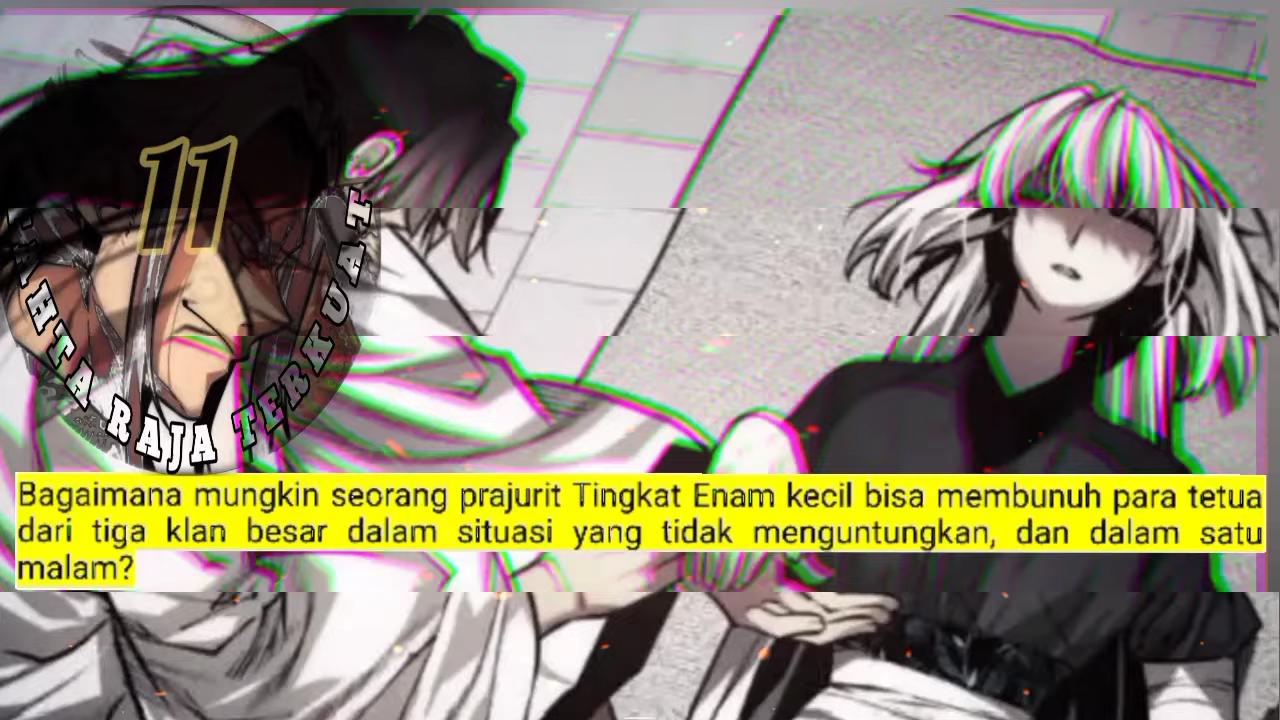 11
HTA RAJA TERKUAT
Bagaimana mungkin seorang prajurit Tingkat Enam kecil bisa membunuh para tetua
dari tiga klan besar dalam situasi yang tidak menguntungkan, dan dalam satu
malam?